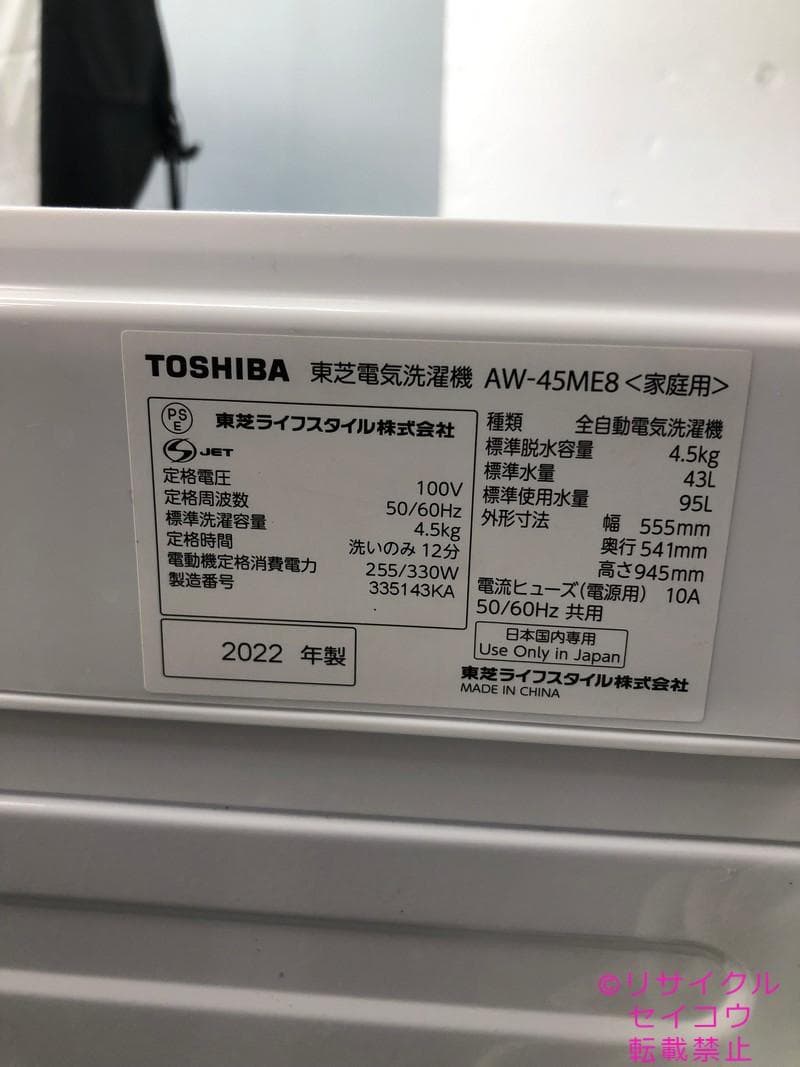 TOSHIBA 東芝電気洗濯機 AW-45ME8<家庭用>
PS
E
東芝ライフスタイル株式会社
S JET
定格電圧 100V
定格周波数 50/60Hz
標準洗濯容量 4.5kg
定格時間 洗いのみ 12分
電動機定格消費電力 255/330W
製造番号 335143KA
2022 年製
種類 全自動電気洗濯機
標準脱水容量 4.5kg
標準水量 43L
標準使用水量 95L
外形寸法 幅 555mm
奥行 541mm
高さ 945mm
電流ヒューズ(電源用) 10A
50/60Hz 共用
日本国内専用
Use Only in Japan
東芝ライフスタイル株式会社
MADE IN CHINA
©リサイクル
セイコウ
転載禁止